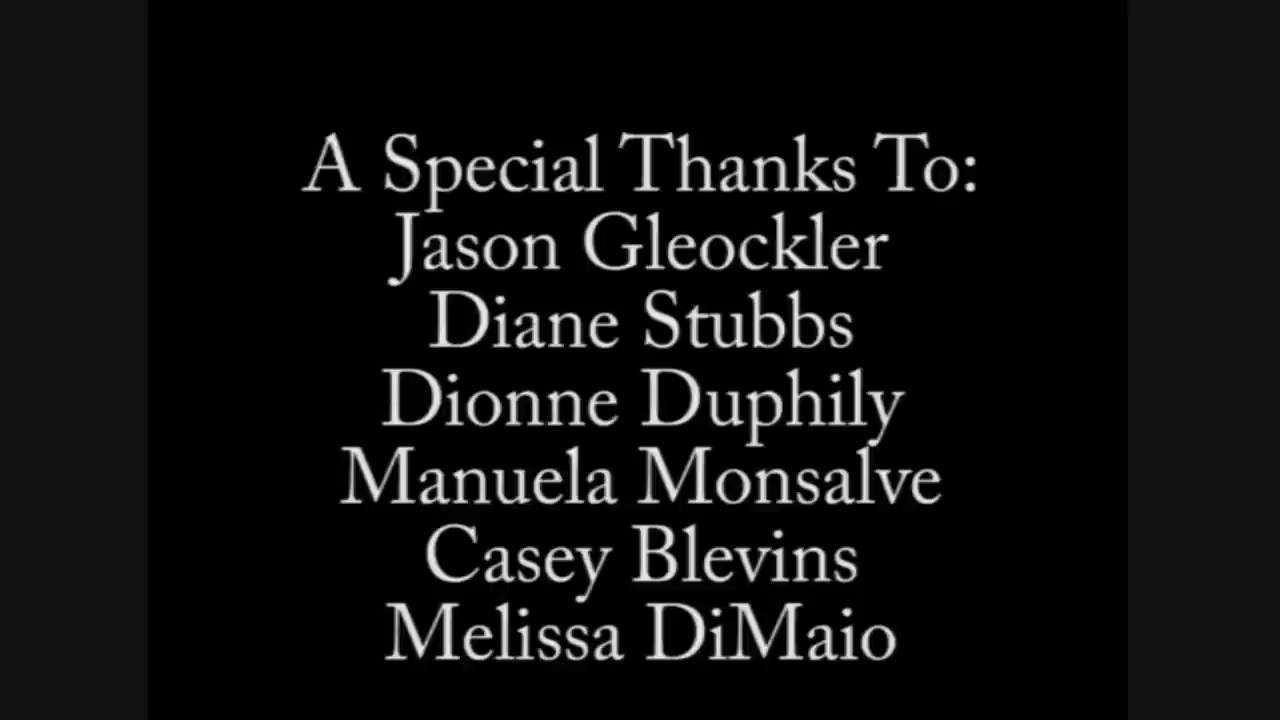 A Special Thanks To:
Jason Gleockler
Diane Stubbs
Dionne Duphily
Manuela Monsalve
Casey Blevins
Melissa DiMaio